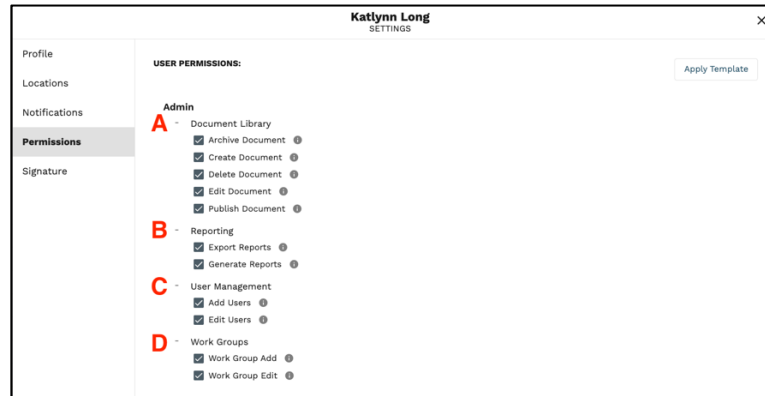 Katlynn Long
SETTINGS
×
Profile
Locations
Notifications
Permissions
Signature
USER PERMISSIONS:
Apply Template
Admin
A - Document Library
Archive Document i
Create Document i
Delete Document i
Edit Document i
Publish Document i
B - Reporting
Export Reports i
Generate Reports i
C - User Management
Add Users i
Edit Users i
D - Work Groups
Work Group Add i
Work Group Edit i